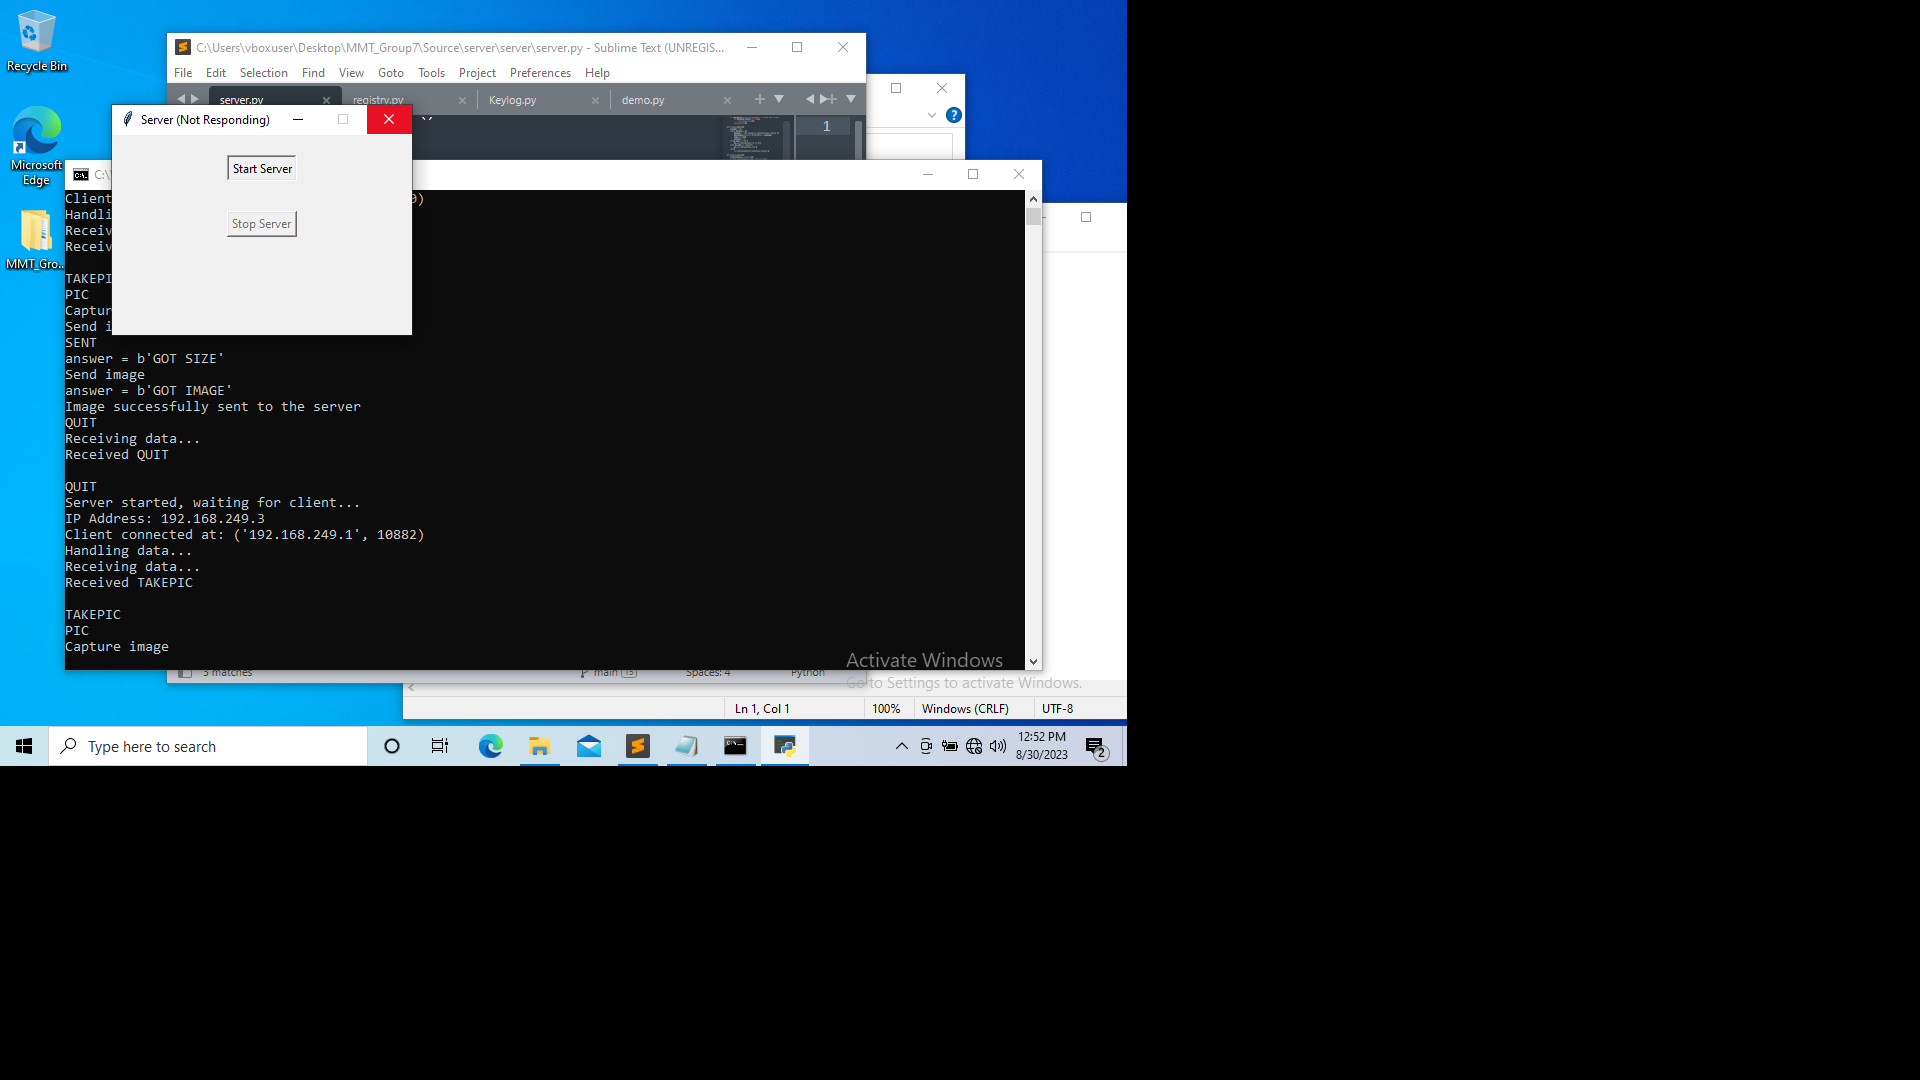 Recycle Bin
Microsoft
Edge
MMT_Gro...
C:\Users\vboxuser\Desktop\MMT_Group7\Source\server\server\server.py - Sublime Text (UNREGIS...
File Edit Selection Find View Goto Tools Project Preferences Help
server.py registry.py Keylog.py demo.py
1
Server (Not Responding)
Start Server
Stop Server
C:\
Client
Handli
Receiv
Receiv
TAKEPI
PIC
Captur
Send i
SENT
answer = b'GOT SIZE'
Send image
answer = b'GOT IMAGE'
Image successfully sent to the server
QUIT
Receiving data...
Received QUIT
QUIT
Server started, waiting for client...
IP Address: 192.168.249.3
Client connected at: ('192.168.249.1', 10882)
Handling data...
Receiving data...
Received TAKEPIC
TAKEPIC
PIC
Capture image
Activate Windows
Go to Settings to activate Windows.
3 matches main 15 Spaces: 4 Python
Ln 1, Col 1 100% Windows (CRLF) UTF-8
Type here to search
12:52 PM
8/30/2023
2